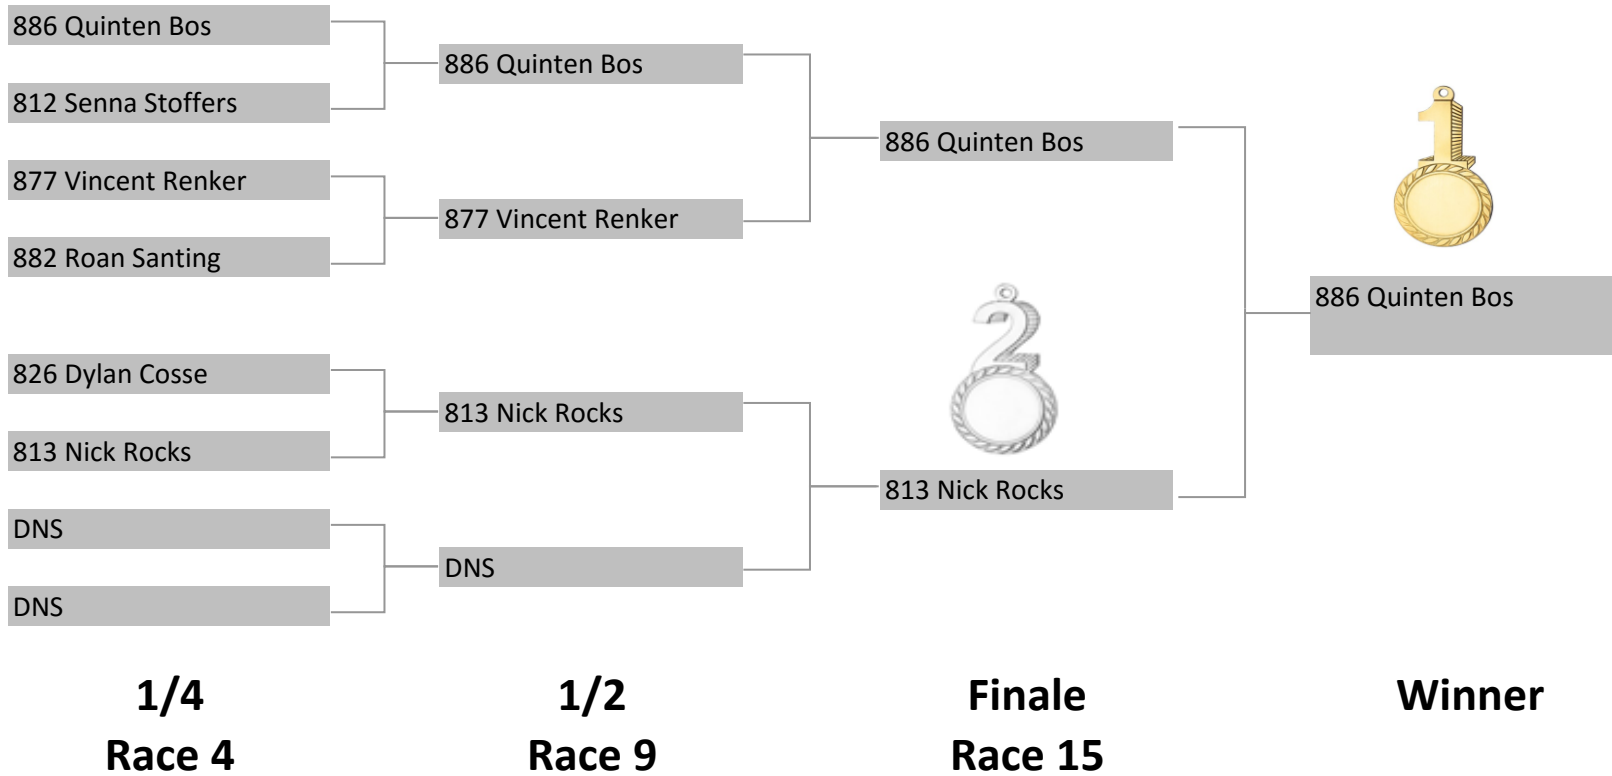 886 Quinten Bos
812 Senna Stoffers
877 Vincent Renker
882 Roan Santing
826 Dylan Cosse
813 Nick Rocks
DNS
DNS
886 Quinten Bos
877 Vincent Renker
813 Nick Rocks
DNS
886 Quinten Bos
2
813 Nick Rocks
1
886 Quinten Bos
1/4
Race 4
1/2
Race 9
Finale
Race 15
Winner